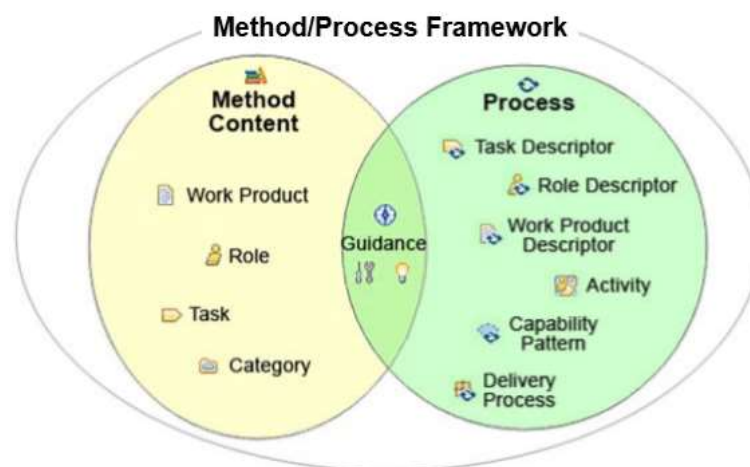 Method/Process Framework
Method
Content
Work Product
Role
Task
Category
Guidance
Process
Task Descriptor
Role Descriptor
Work Product
Descriptor
Activity
Capability
Pattern
Delivery
Process